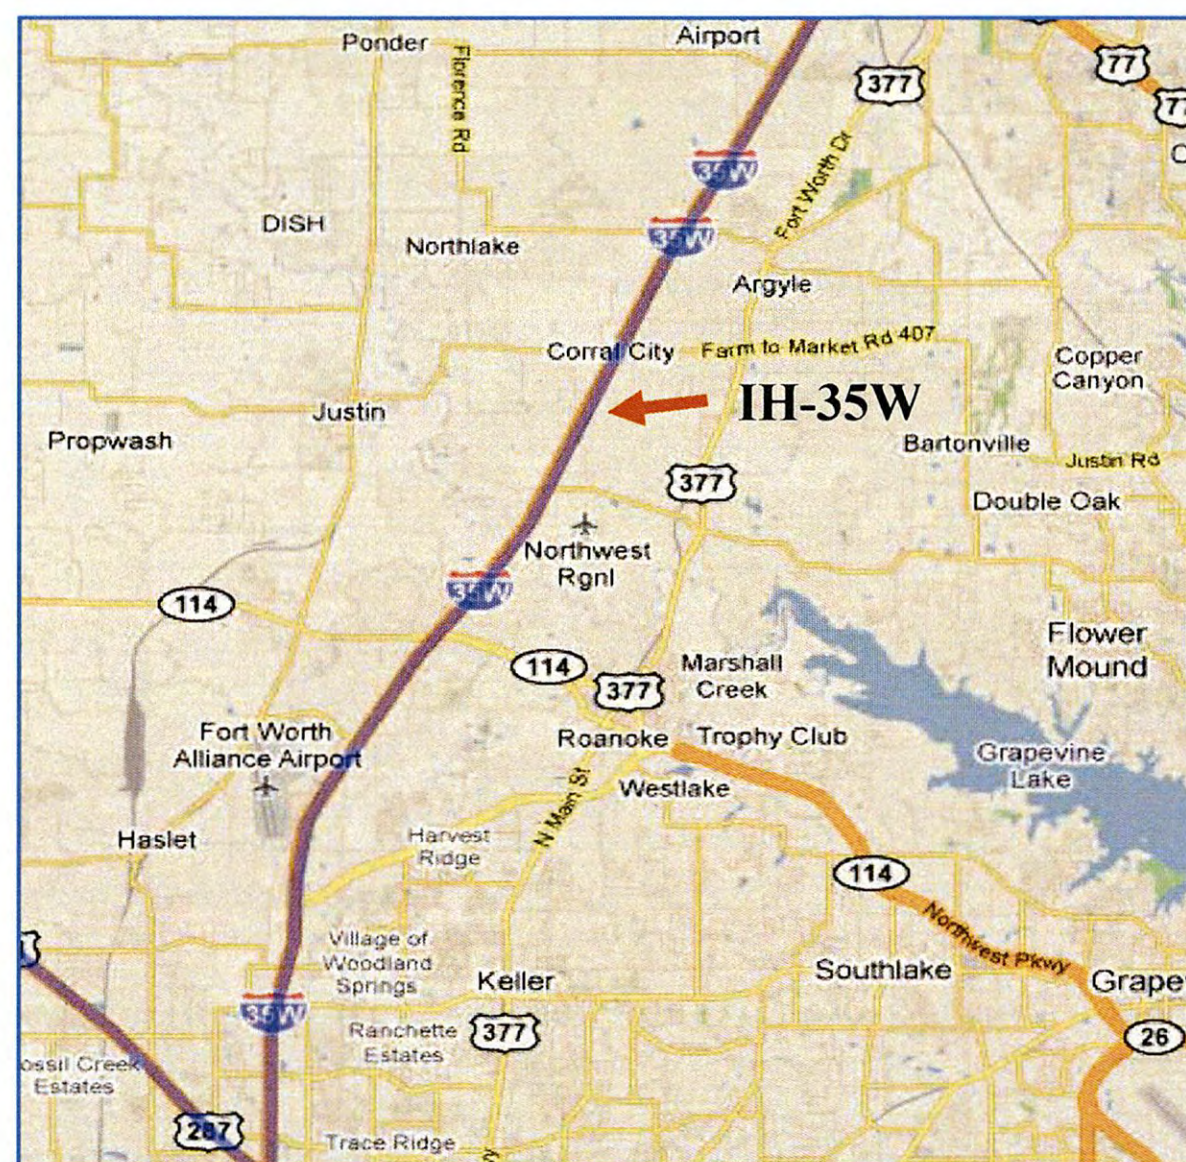 Ponder
Airport
Florence Rd
377
77
35W
Fort Worth Dr
DISH
Northlake
35W
Argyle
Corral City
Farm to Market Rd 407
Copper
Canyon
IH-35W
Justin
Propwash
Bartonville
Justin Rd
377
Double Oak
Northwest
Rgnl
35W
114
Flower
Mound
114
377
Marshall
Creek
Fort Worth
Alliance Airport
Roanoke
Trophy Club
Grapevine
Lake
Westlake
N Main St
Haslet
Harvest
Ridge
114
Northwest Pkwy
Village of
Woodland
Springs
Keller
Southlake
Grape
35W
Ranchette
Estates
377
26
ossil Creek
Estates
287
Trace Ridge